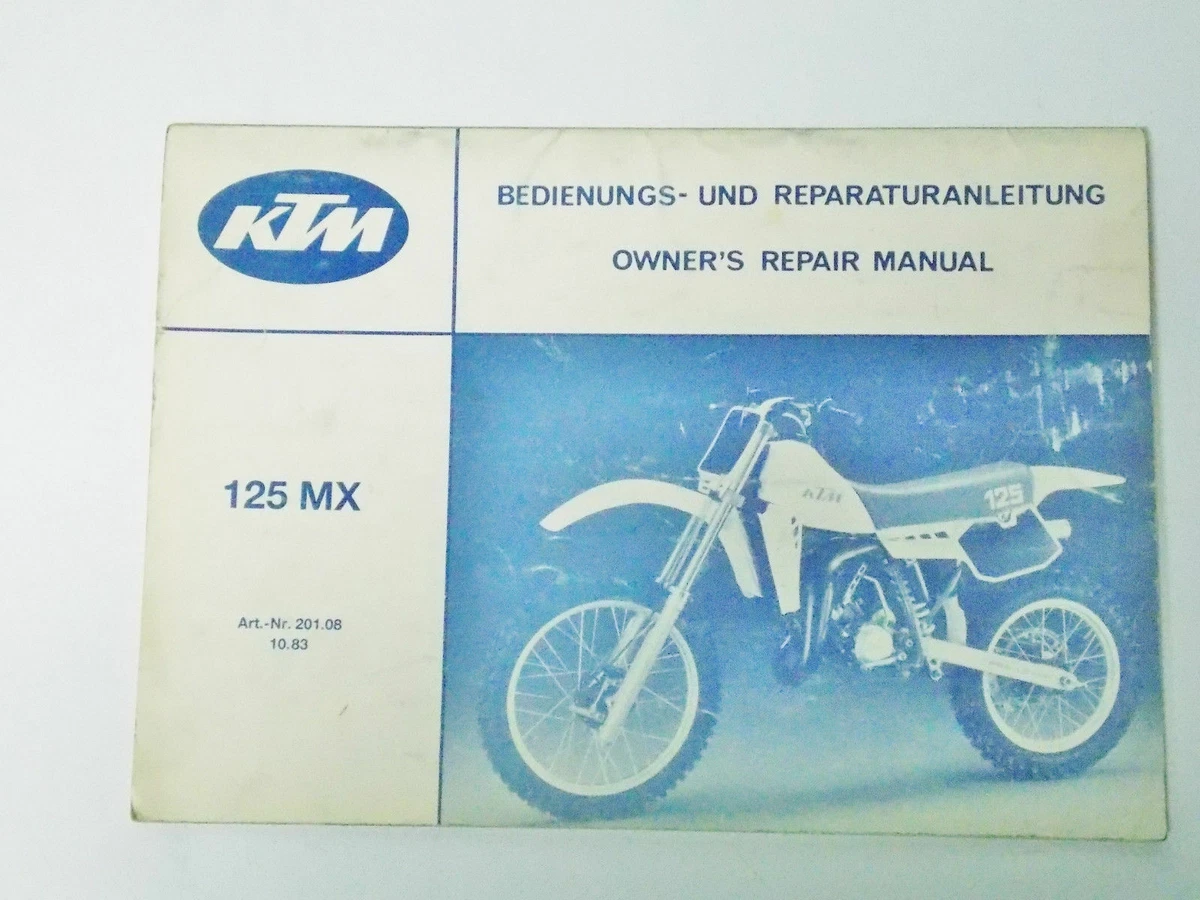 KTM
BEDIENUNGS- UND REPARATURANLEITUNG
OWNER'S REPAIR MANUAL
125 MX
Art.-Nr. 201.08
10.83
KTM
125